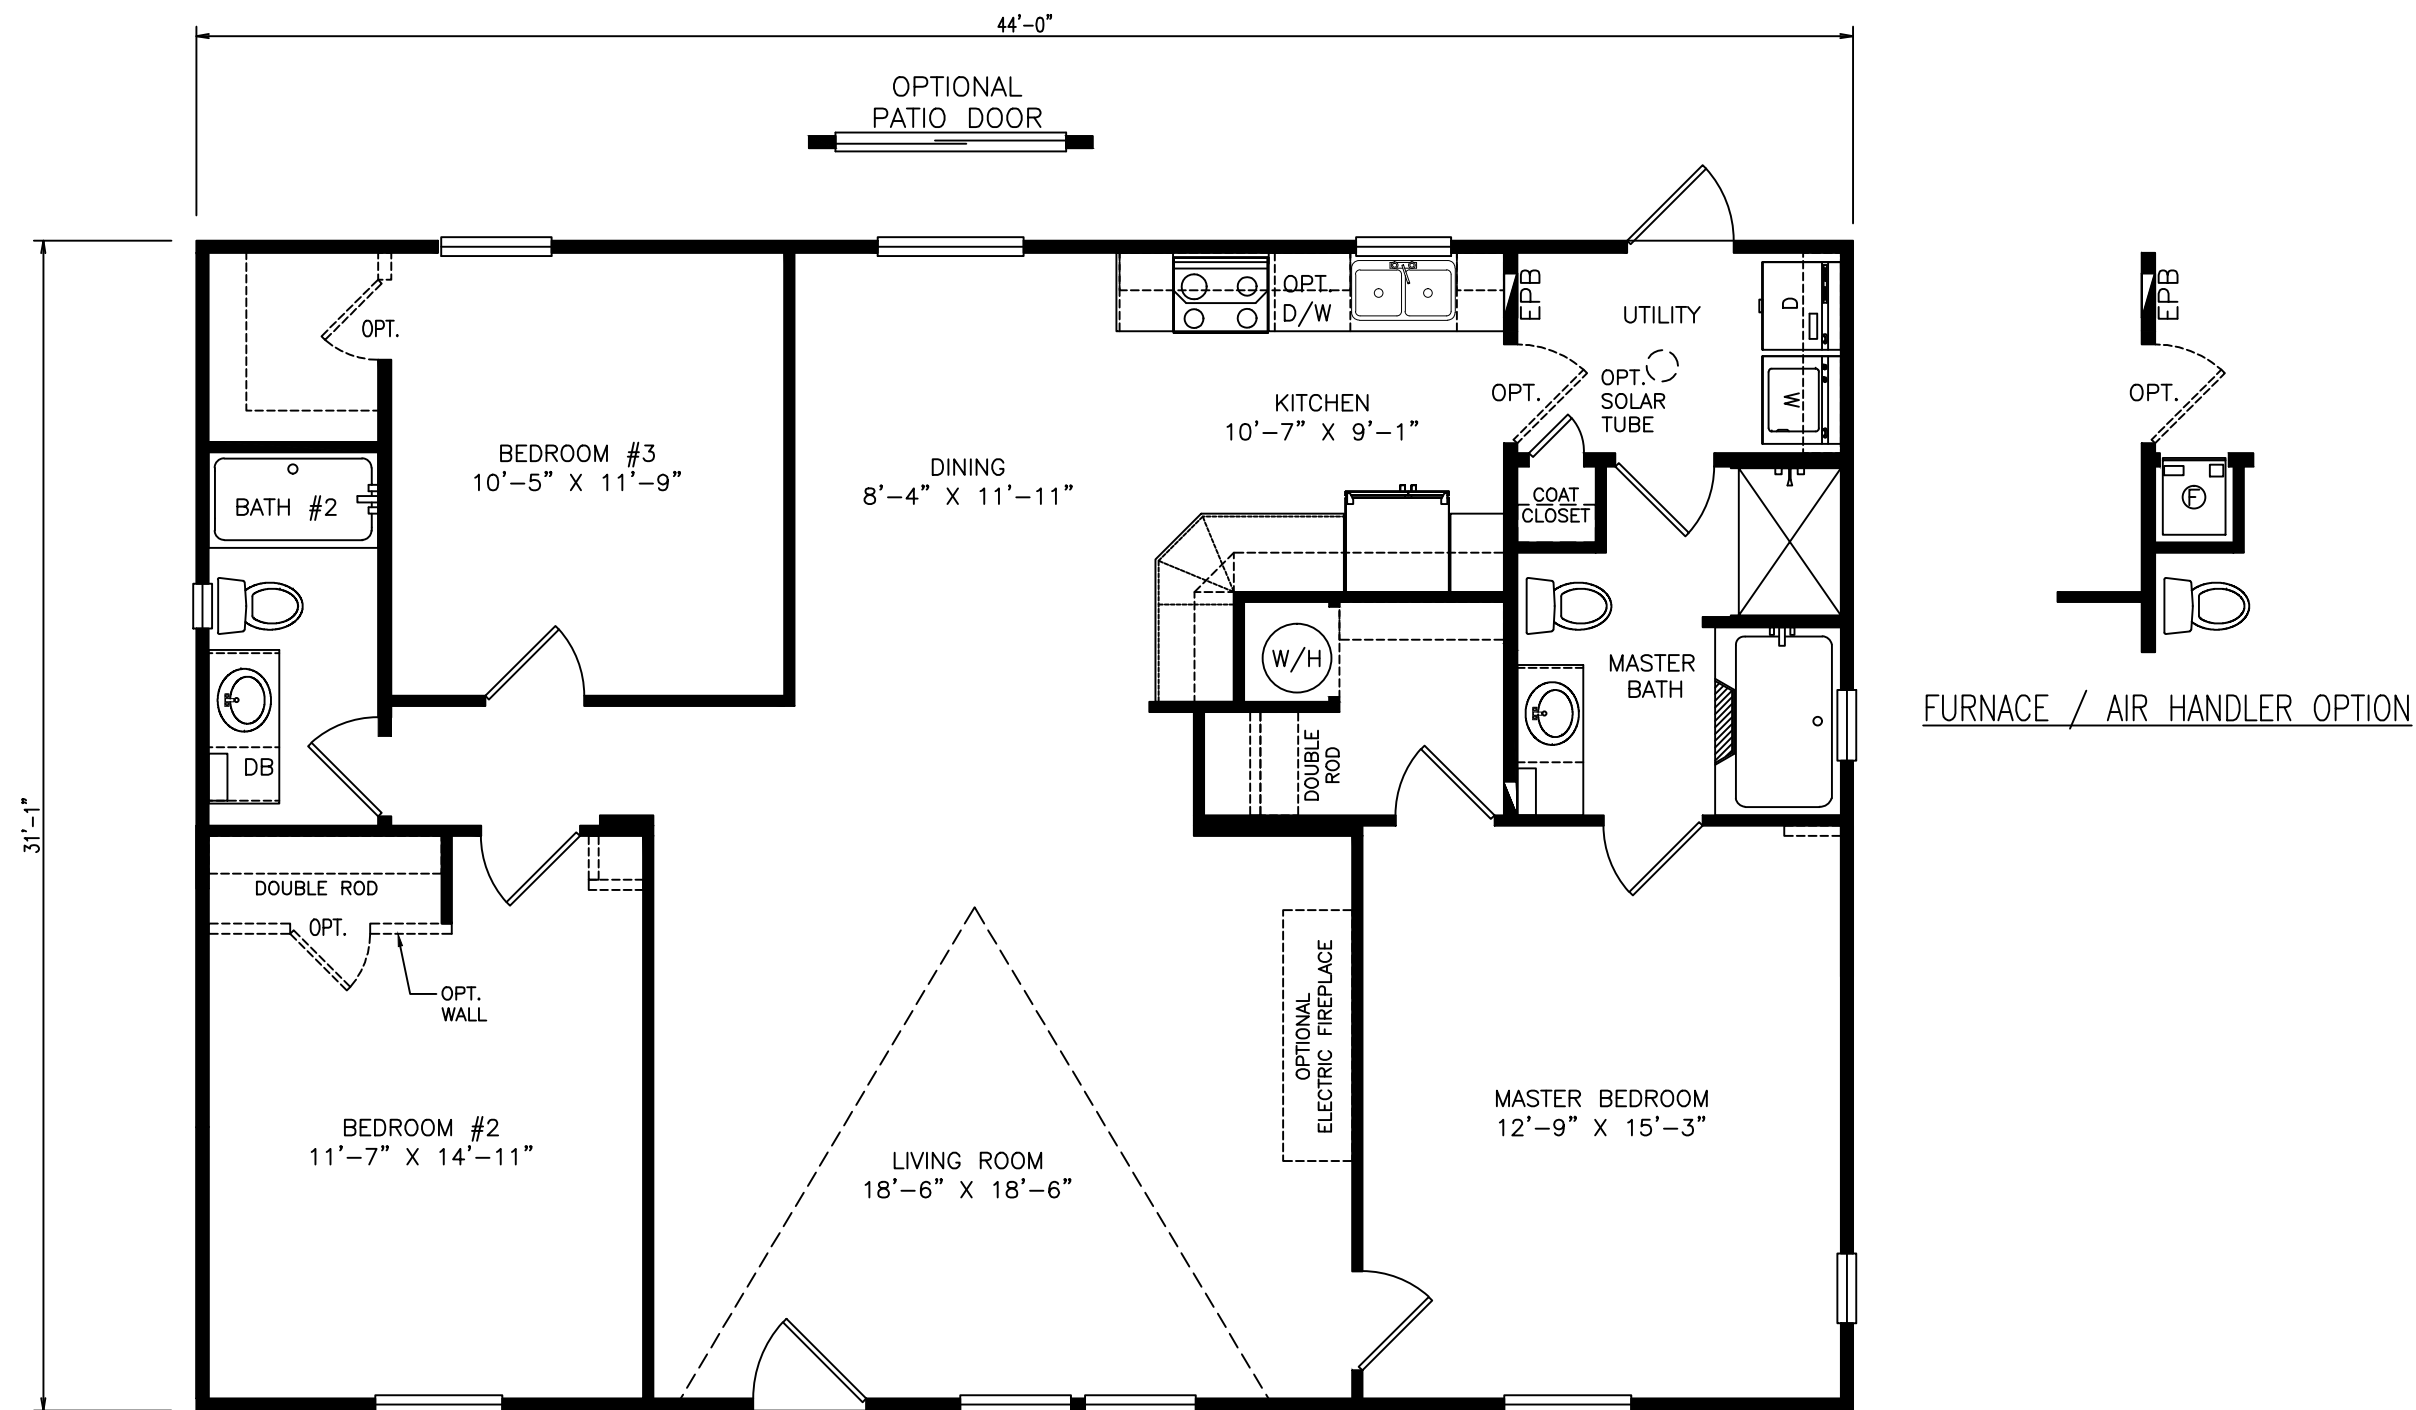 44'-0"
OPTIONAL
PATIO DOOR
31'-1"
OPT.
BEDROOM #3
10'-5" X 11'-9"
BATH #2
DB
DINING
8'-4" X 11'-11"
OPT.
D/W
KITCHEN
10'-7" X 9'-1"
EPB
OPT.
UTILITY
OPT.
SOLAR
TUBE
D
W
COAT
CLOSET
W/H
DOUBLE
ROD
MASTER
BATH
EPB
OPT.
F
FURNACE / AIR HANDLER OPTION
DOUBLE ROD
OPT.
OPT.
WALL
BEDROOM #2
11'-7" X 14'-11"
LIVING ROOM
18'-6" X 18'-6"
OPTIONAL
ELECTRIC FIREPLACE
MASTER BEDROOM
12'-9" X 15'-3"